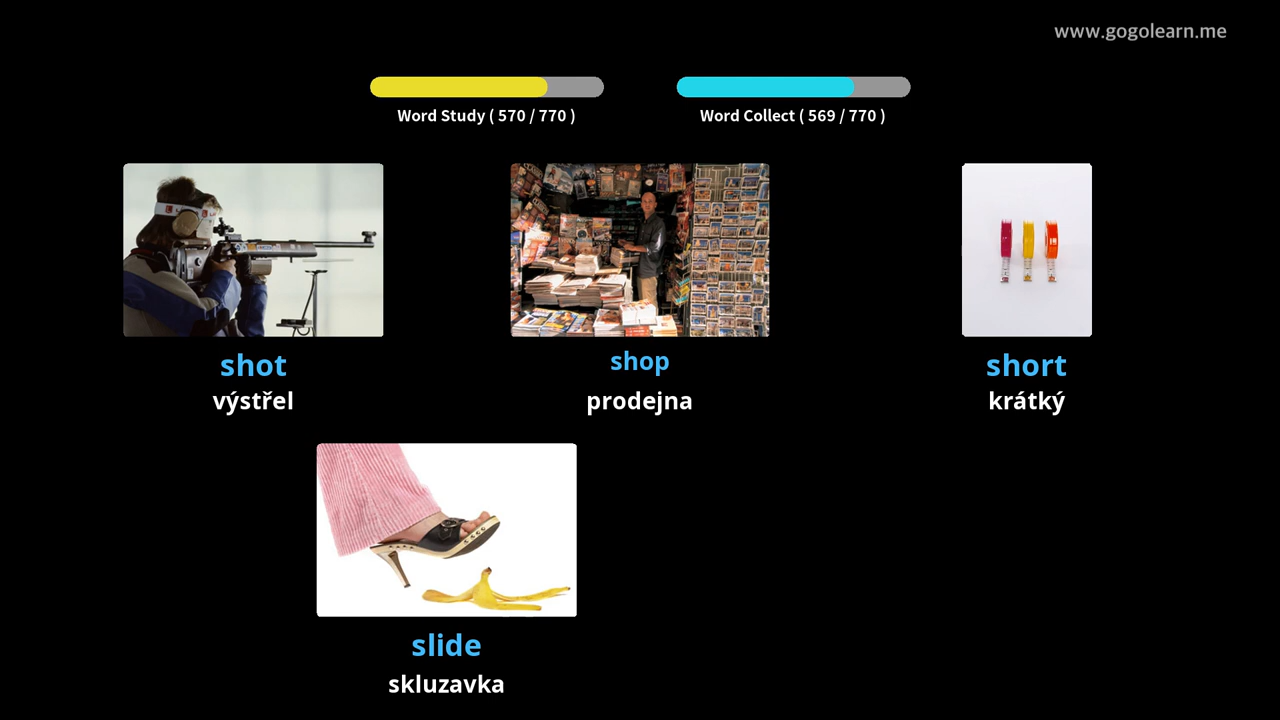 www.gogolearn.me
Word Study ( 570 / 770 )
Word Collect ( 569 / 770 )
shot
výstřel
shop
prodejna
short
krátký
slide
skluzavka